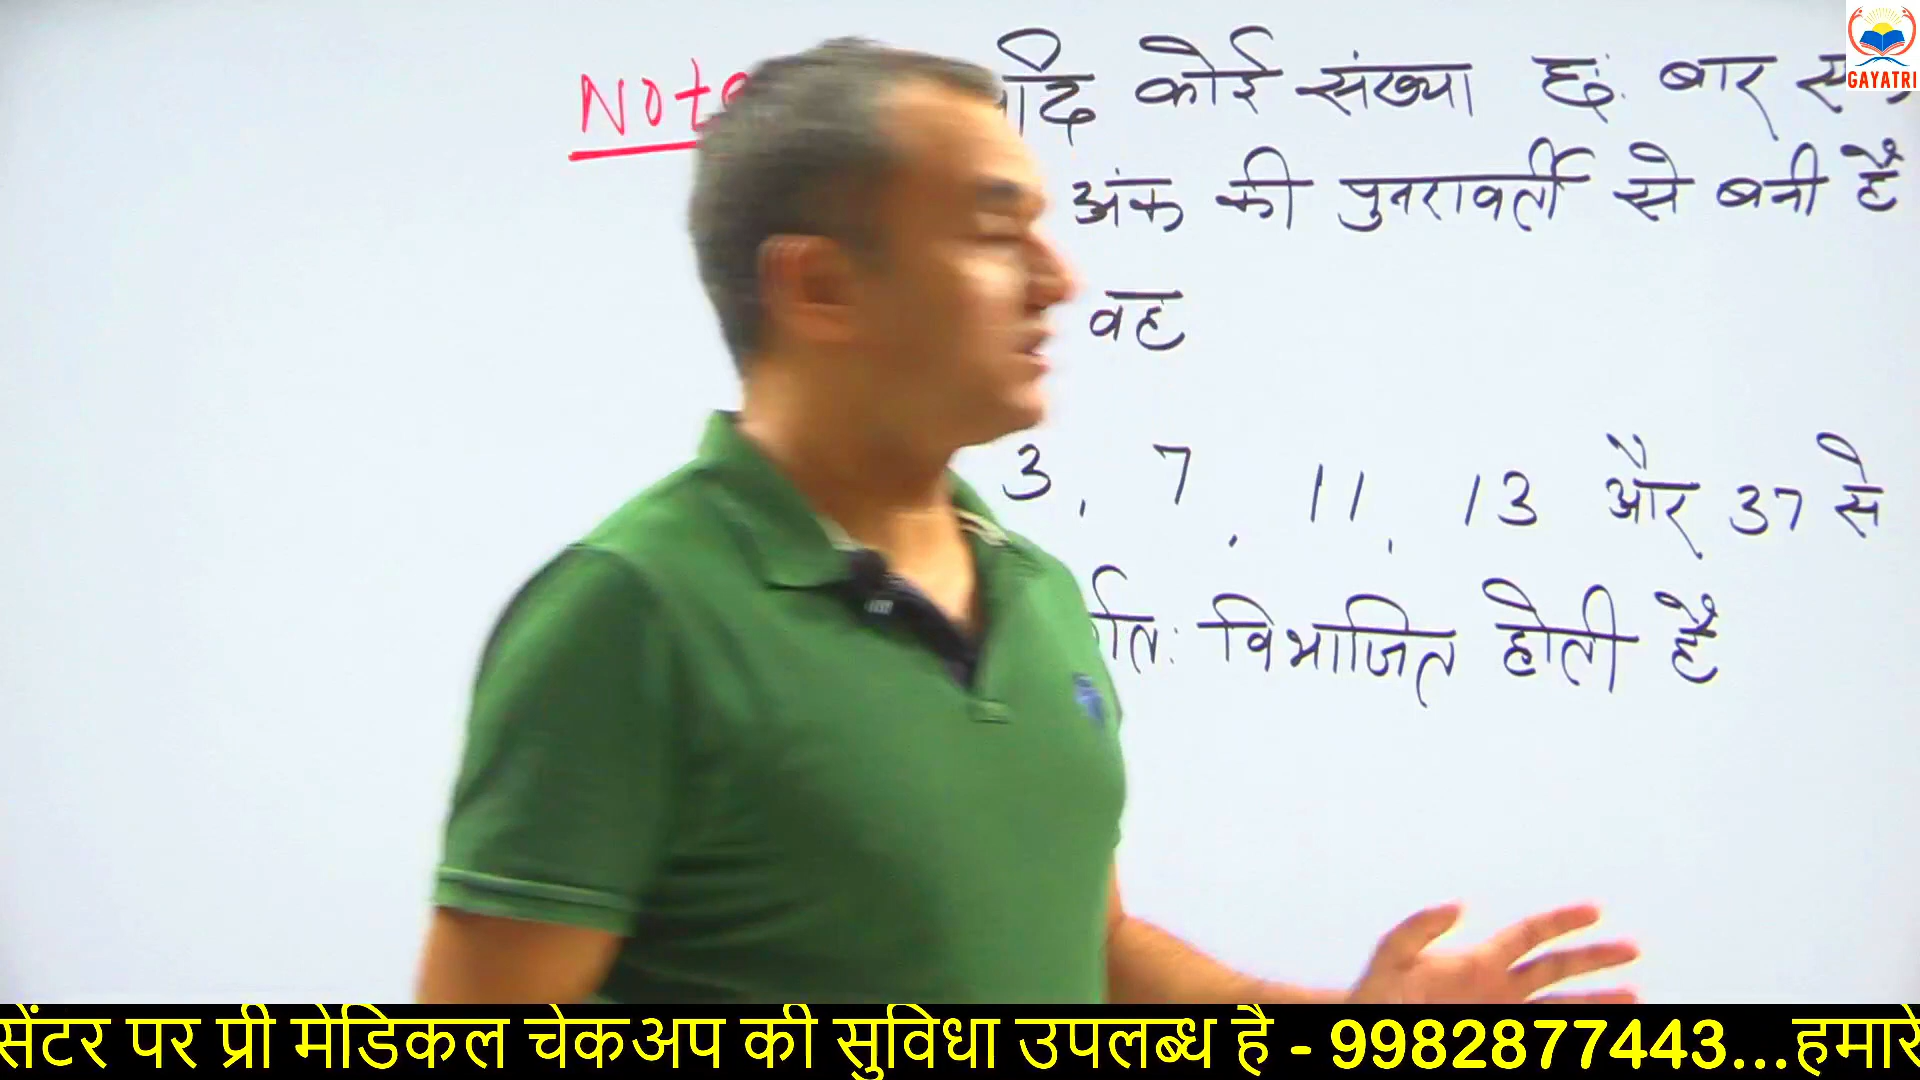 Note
यदि कोई संख्या छः बार
अंक की पुनरावर्ती से बनी है
वह
3, 7, 11, 13 और 37 से
विभाजित होती है
GAYATRI
सेंटर पर प्री मेडिकल चेकअप की सुविधा उपलब्ध है - 9982877443...हमारे